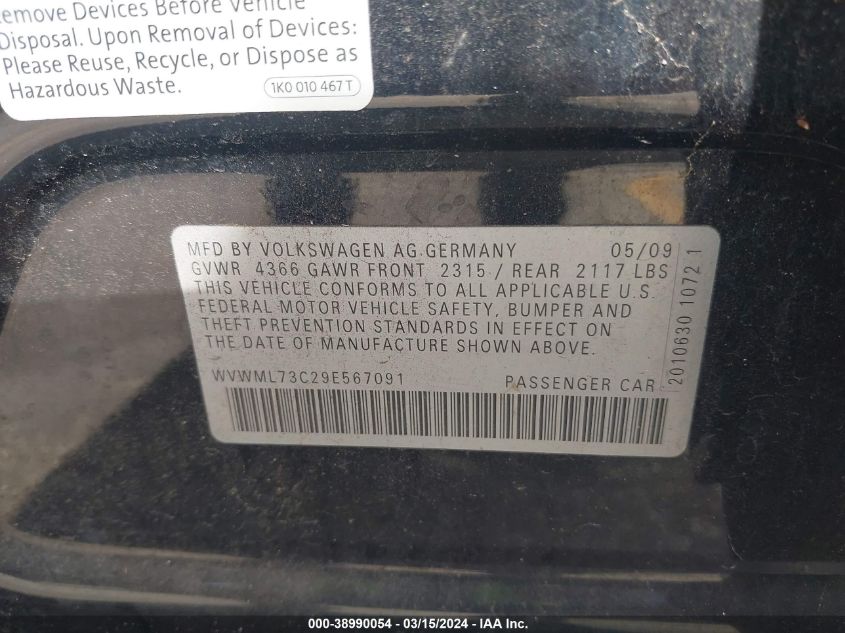 emove Devices Before Vehicle
Disposal. Upon Removal of Devices:
Please Reuse, Recycle, or Dispose as
Hazardous Waste.
1K0 010 467 T
MFD BY VOLKSWAGEN AG.GERMANY 05/09
GVWR 4366 GAWR FRONT 2315 / REAR 2117 LBS
THIS VEHICLE CONFORMS TO ALL APPLICABLE U.S.
FEDERAL MOTOR VEHICLE SAFETY, BUMPER AND
THEFT PREVENTION STANDARDS IN EFFECT ON
THE DATE OF MANUFACTURE SHOWN ABOVE.
WVWML73C29E567091 PASSENGER CAR
2010630 1072 1
000-38990054 - 03/15/2024 - IAA Inc.